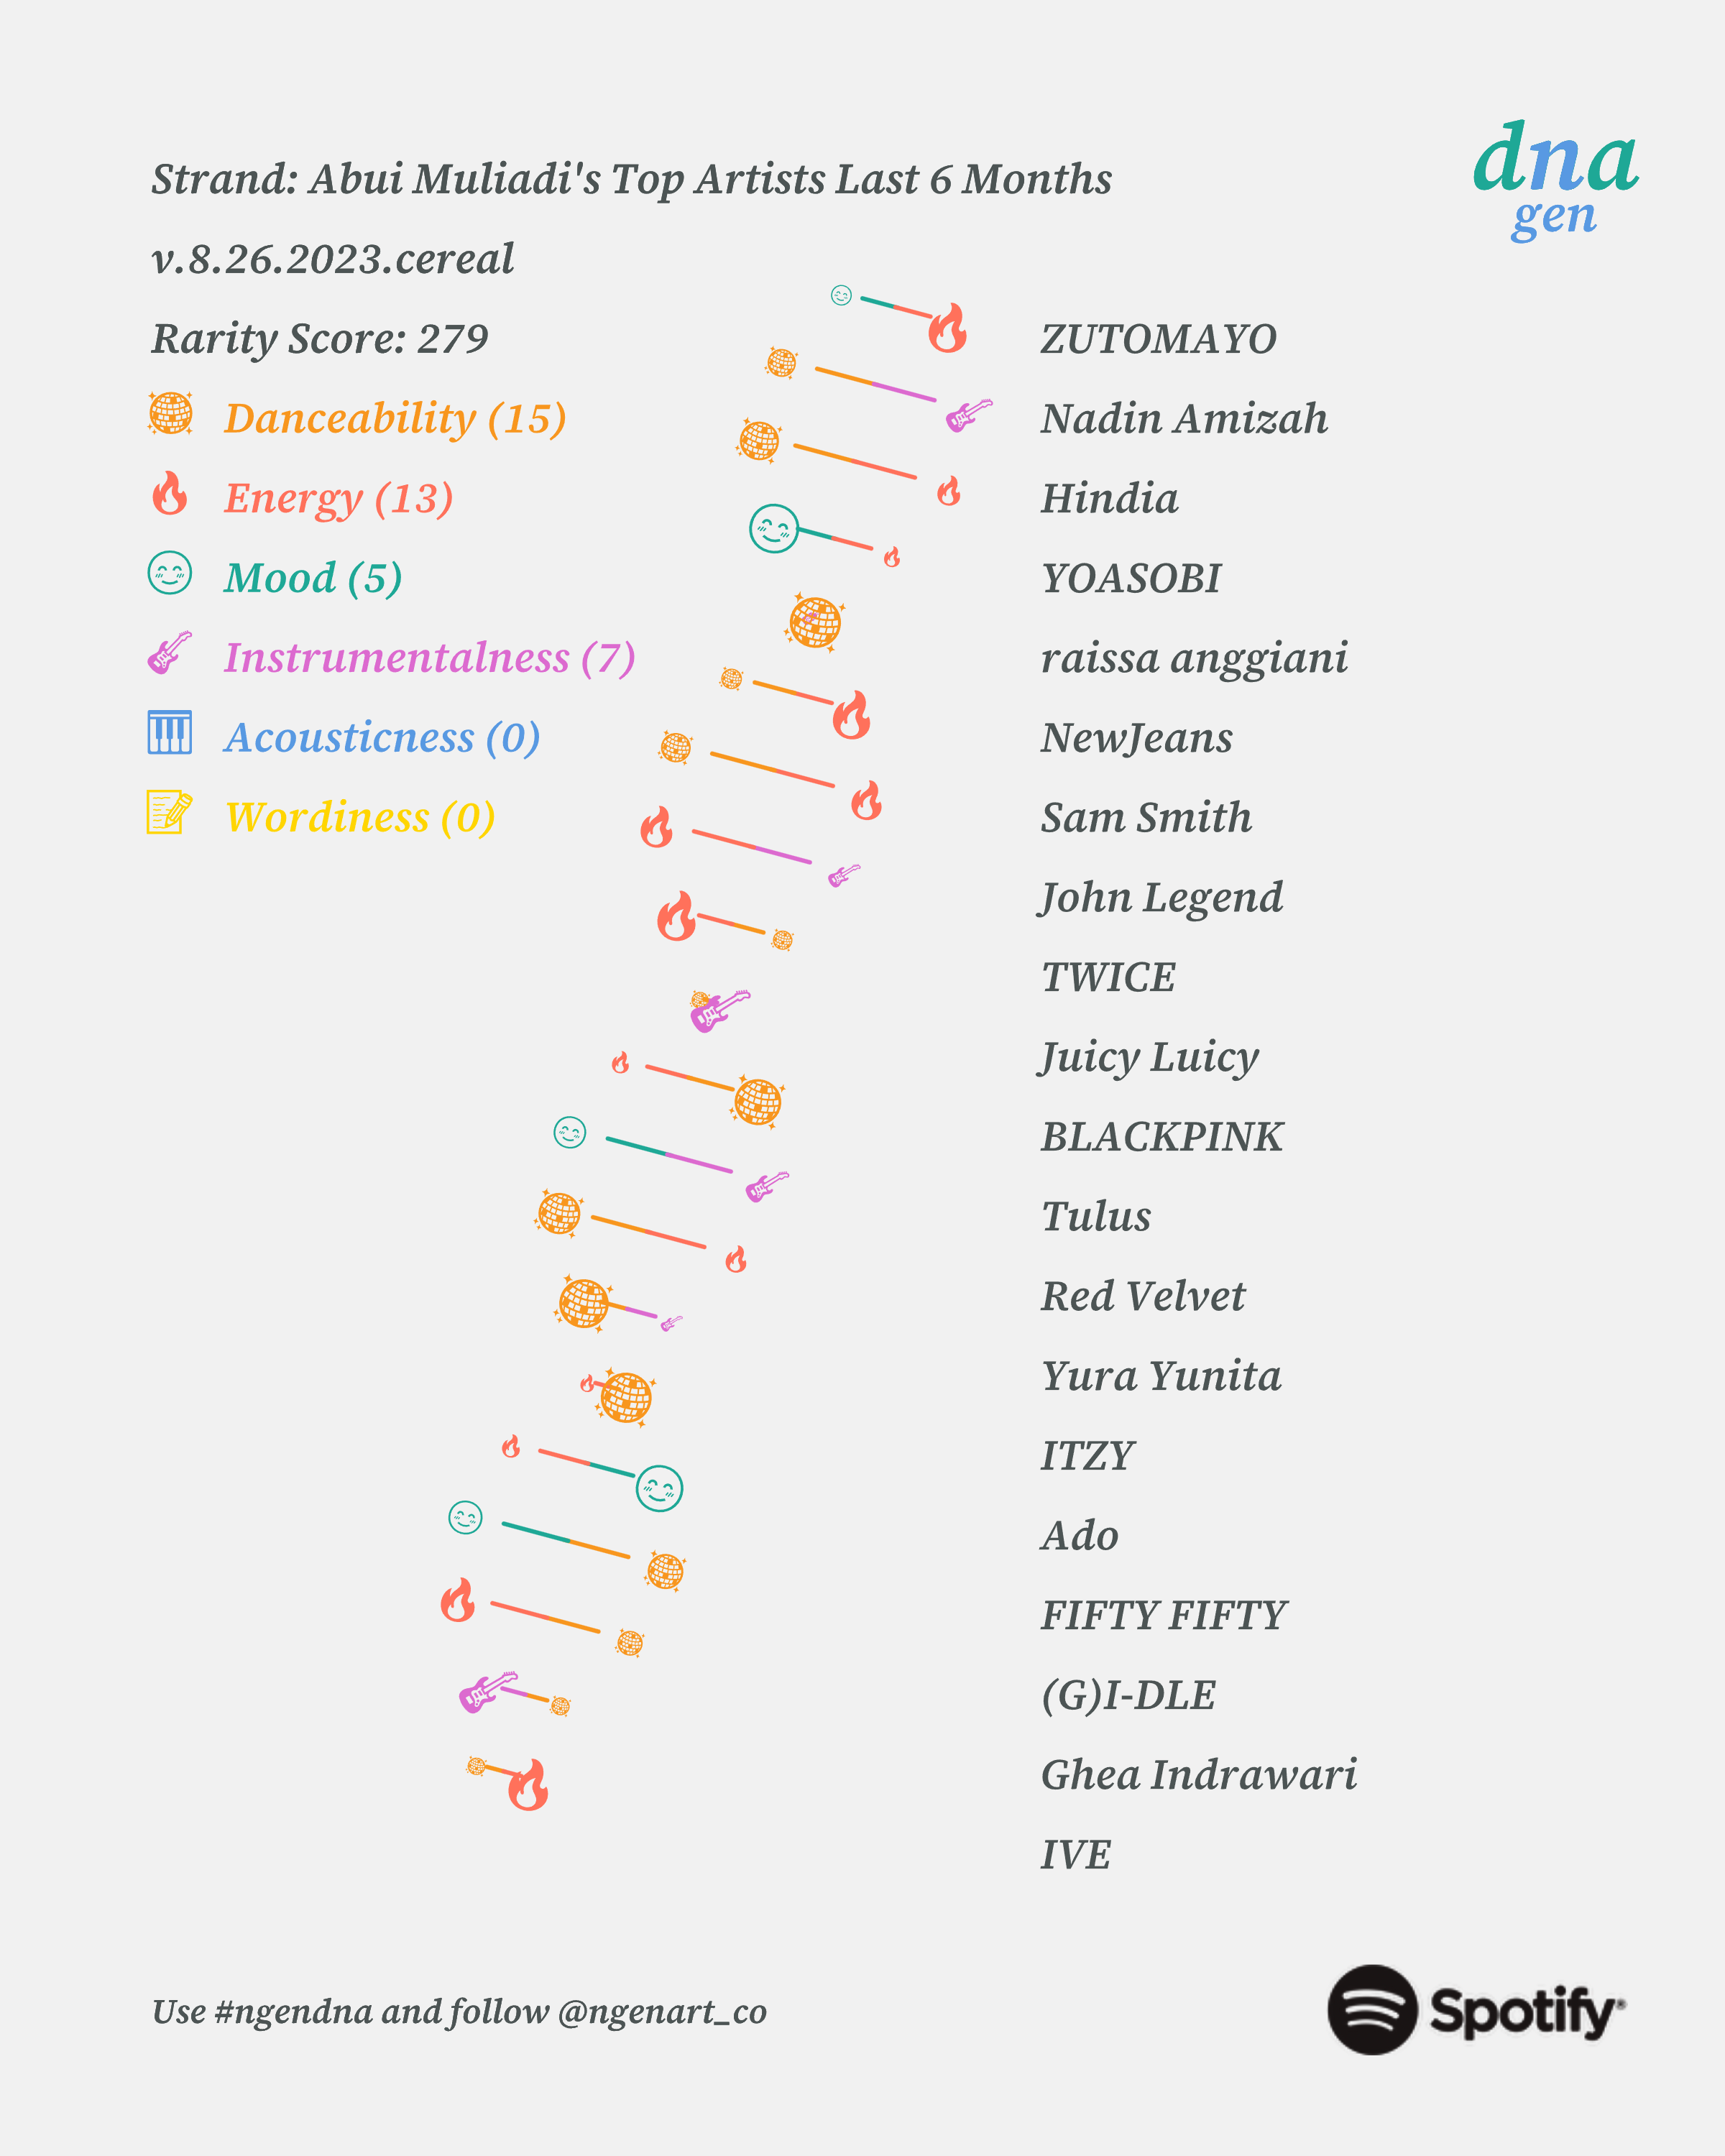 dna
gen
Strand: Abui Muliadi's Top Artists Last 6 Months
v.8.26.2023.cereal
Rarity Score: 279
Danceability (15)
Energy (13)
Mood (5)
Instrumentalness (7)
Acousticness (0)
Wordiness (0)
ZUTOMAYO
Nadin Amizah
Hindia
YOASOBI
raissa anggiani
NewJeans
Sam Smith
John Legend
TWICE
Juicy Luicy
BLACKPINK
Tulus
Red Velvet
Yura Yunita
ITZY
Ado
FIFTY FIFTY
(G)I-DLE
Ghea Indrawari
IVE
Use #ngendna and follow @ngenart_co
Spotify®